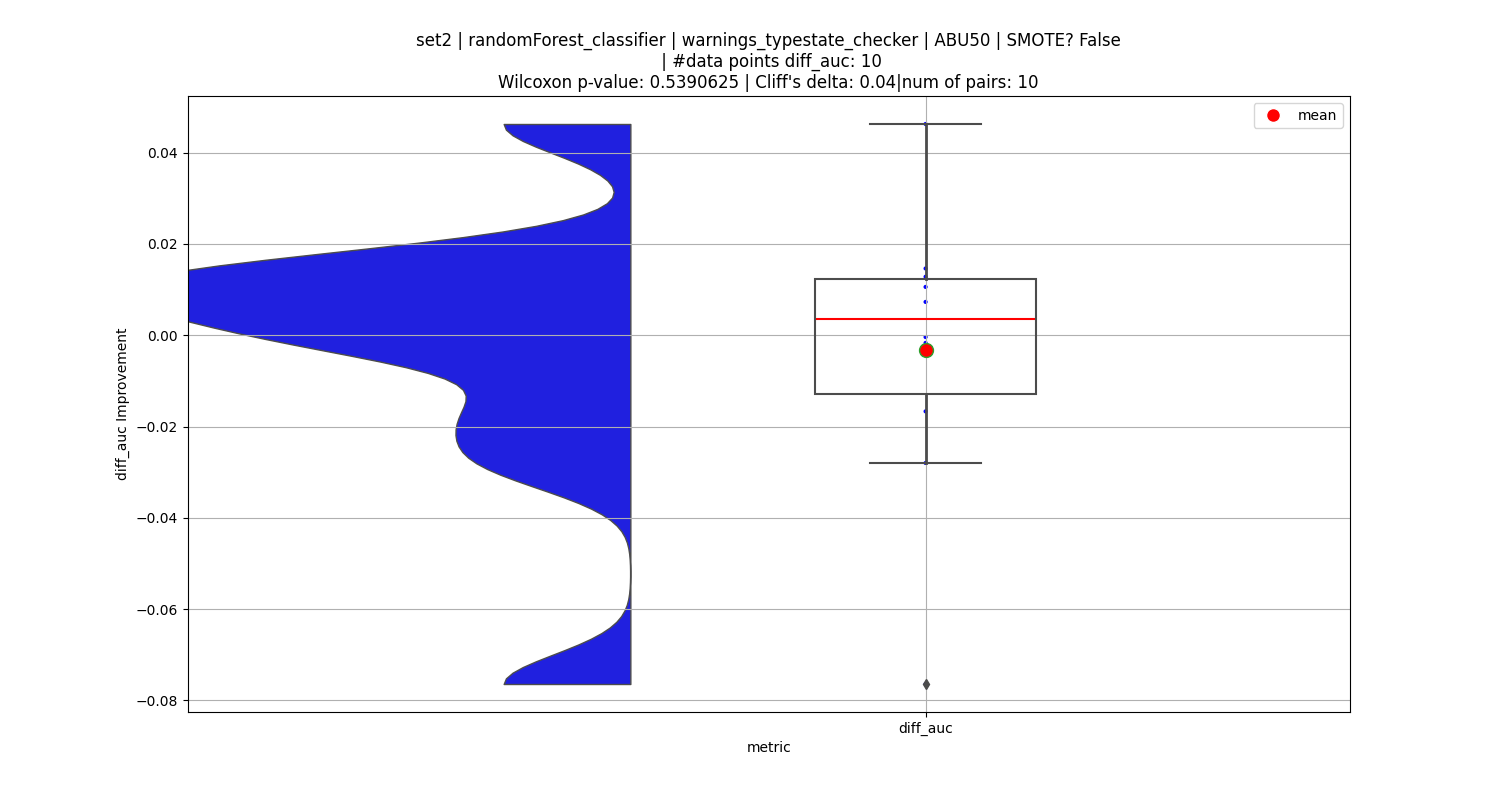 set2 | randomForest_classifier | warnings_typestate_checker | ABU50 | SMOTE? False
| #data points diff_auc: 10
Wilcoxon p-value: 0.5390625 | Cliff's delta: 0.04|num of pairs: 10
mean
0.04
0.02
0.00
−0.02
−0.04
−0.06
−0.08
diff_auc Improvement
diff_auc
metric